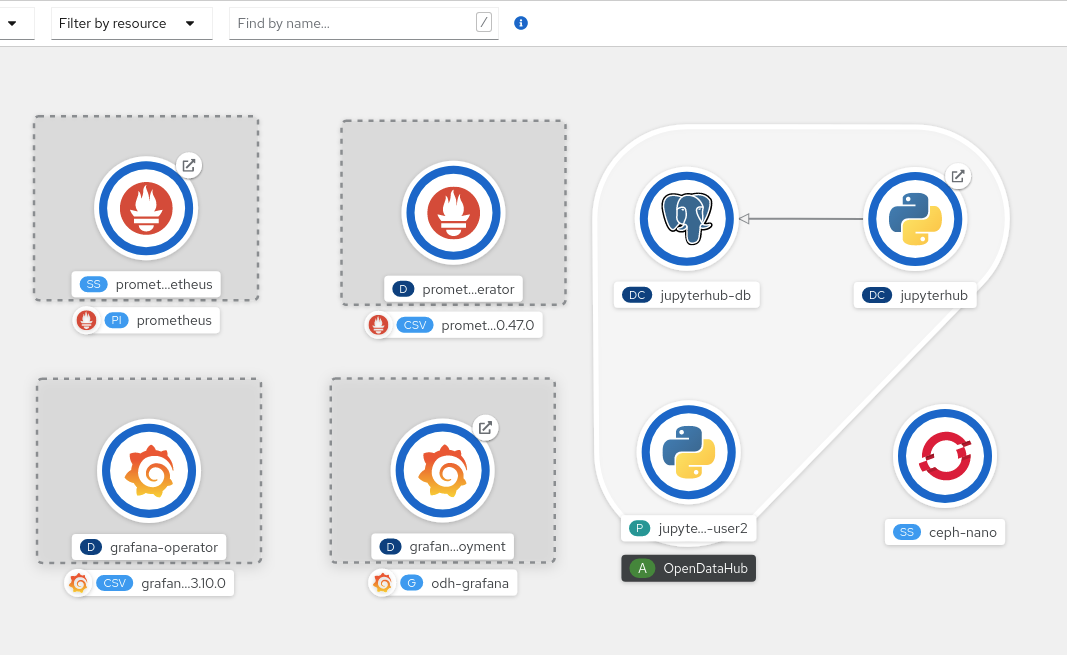 Filter by resource
Find by name...
/
i
SS promet...etheus
PI prometheus
D promet...erator
CSV promet...0.47.0
DC jupyterhub-db
DC jupyterhub
D grafana-operator
CSV grafan...3.10.0
D grafan...oyment
G odh-grafana
P jupyte...-user2
A OpenDataHub
SS ceph-nano